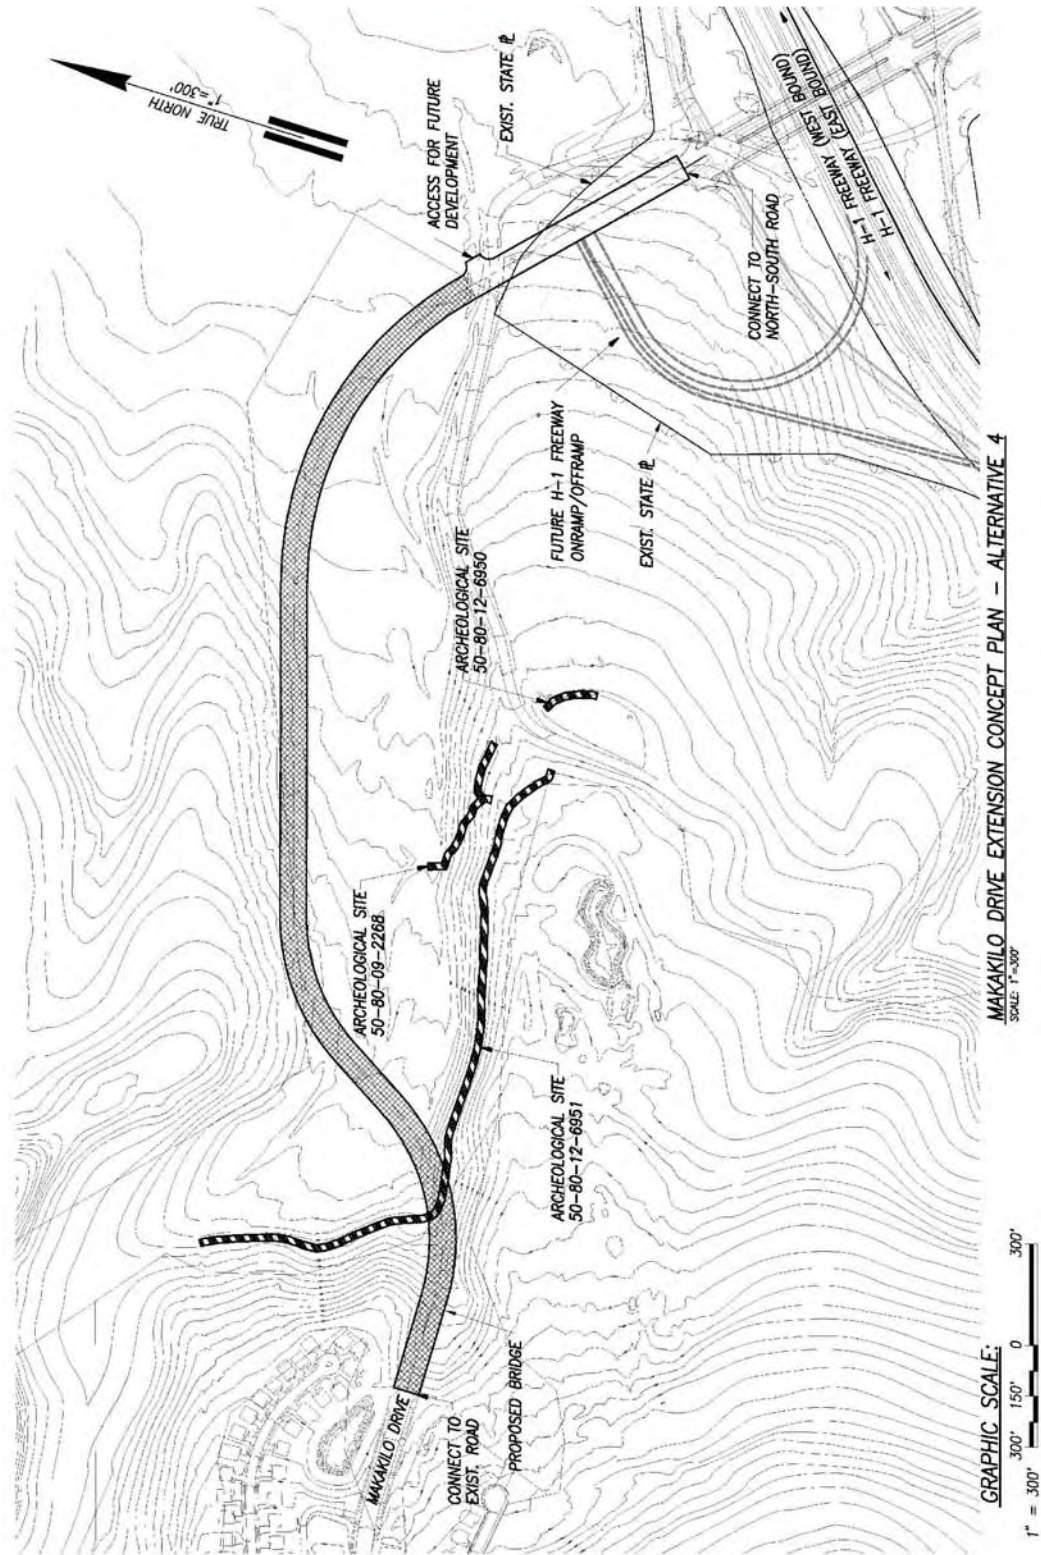 TRUE NORTH
1"=300'
ACCESS FOR FUTURE
DEVELOPMENT
EXIST. STATE ⅊
H-1 FREEWAY (WEST BOUND)
H-1 FREEWAY (EAST BOUND)
CONNECT TO
NORTH-SOUTH ROAD
FUTURE H-1 FREEWAY
ONRAMP/OFFRAMP
EXIST. STATE ⅊
ARCHEOLOGICAL SITE
50-80-12-6950
ARCHEOLOGICAL SITE
50-80-09-2268
ARCHEOLOGICAL SITE
50-80-12-6951
MAKAKILO DRIVE
CONNECT TO
EXIST. ROAD
PROPOSED BRIDGE
MAKAKILO DRIVE EXTENSION CONCEPT PLAN - ALTERNATIVE 4
SCALE: 1"=300'
GRAPHIC SCALE:
300' 150' 0 300'
1" = 300'